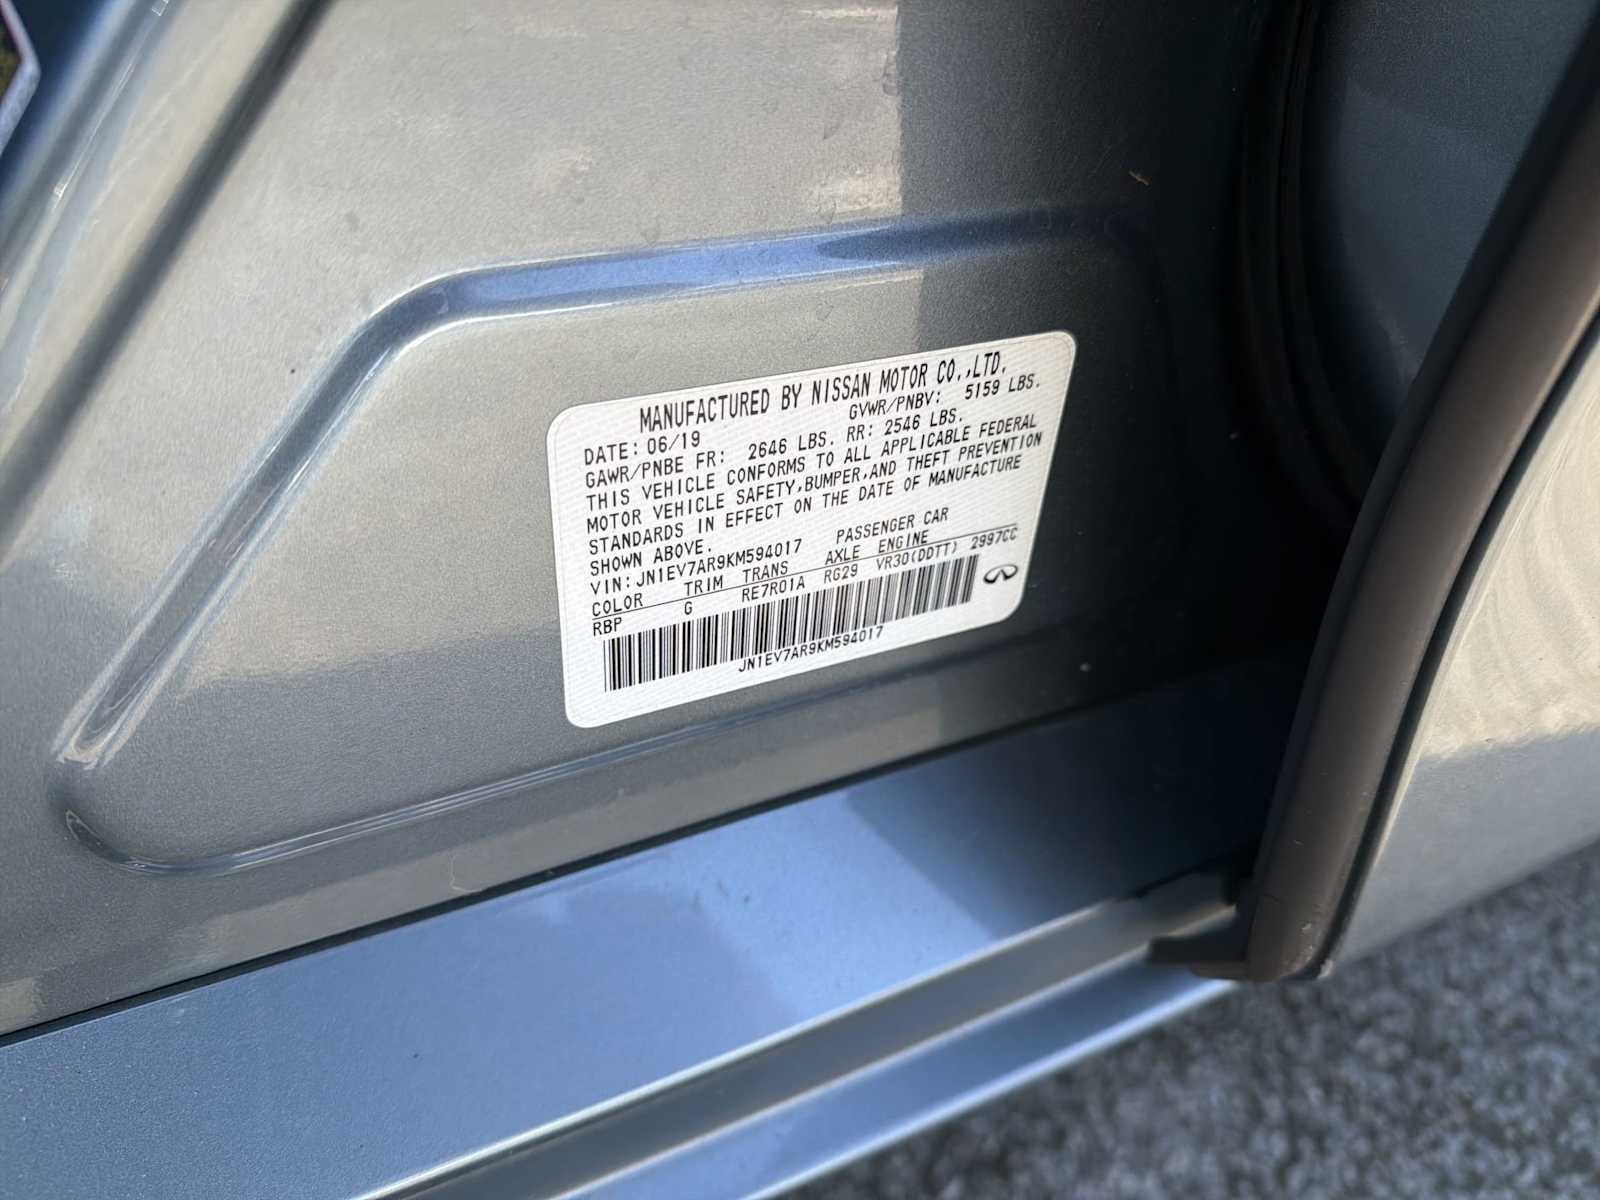 MANUFACTURED BY NISSAN MOTOR CO.,LTD.
DATE: 06/19 GVWR/PNBV: 5159 LBS.
GAWR/PNBE FR: 2646 LBS. RR: 2546 LBS.
THIS VEHICLE CONFORMS TO ALL APPLICABLE FEDERAL
MOTOR VEHICLE SAFETY,BUMPER,AND THEFT PREVENTION
STANDARDS IN EFFECT ON THE DATE OF MANUFACTURE
SHOWN ABOVE.
VIN:JN1EV7AR9KM594017 PASSENGER CAR
COLOR TRIM TRANS AXLE ENGINE
RBP G RE7R01A RG29 VR30(DDTT) 2997CC
JN1EV7AR9KM594017